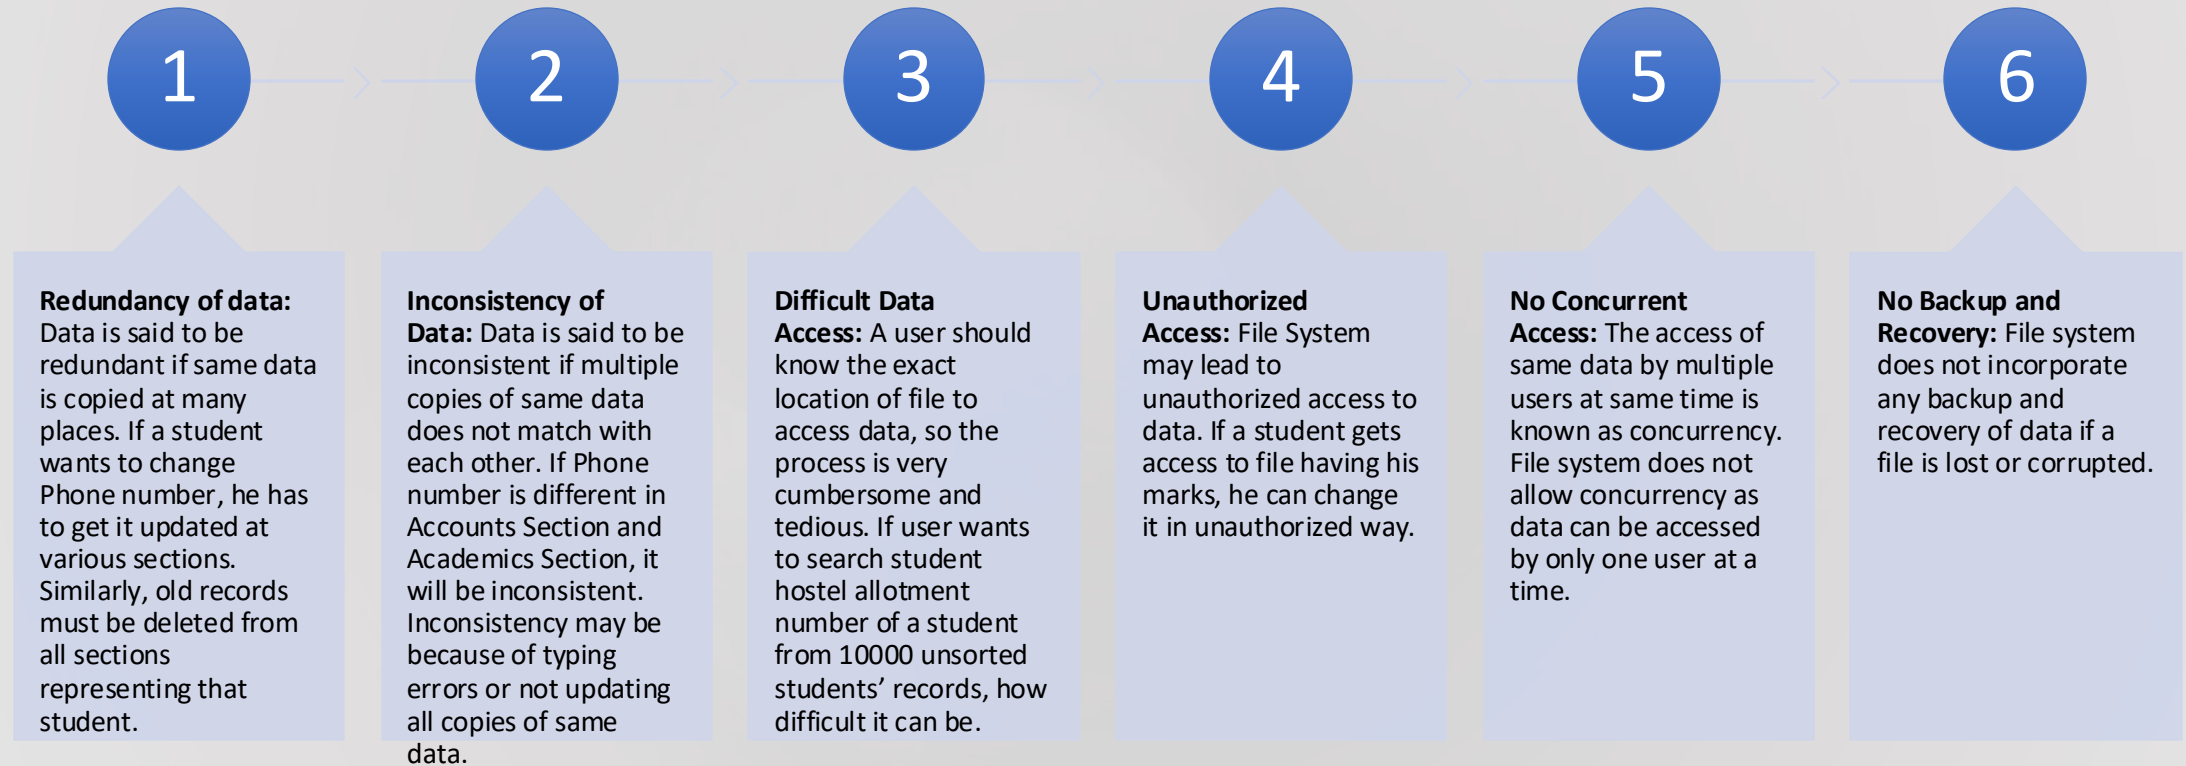 1
2
3
4
5
6
Redundancy of data:
Data is said to be
redundant if same data
is copied at many
places. If a student
wants to change
Phone number, he has
to get it updated at
various sections.
Similarly, old records
must be deleted from
all sections
representing that
student.
Inconsistency of
Data: Data is said to be
inconsistent if multiple
copies of same data
does not match with
each other. If Phone
number is different in
Accounts Section and
Academics Section, it
will be inconsistent.
Inconsistency may be
because of typing
errors or not updating
all copies of same
data.
Difficult Data
Access: A user should
know the exact
location of file to
access data, so the
process is very
cumbersome and
tedious. If user wants
to search student
hostel allotment
number of a student
from 10000 unsorted
students’ records, how
difficult it can be.
Unauthorized
Access: File System
may lead to
unauthorized access to
data. If a student gets
access to file having his
marks, he can change
it in unauthorized way.
No Concurrent
Access: The access of
same data by multiple
users at same time is
known as concurrency.
File system does not
allow concurrency as
data can be accessed
by only one user at a
time.
No Backup and
Recovery: File system
does not incorporate
any backup and
recovery of data if a
file is lost or corrupted.